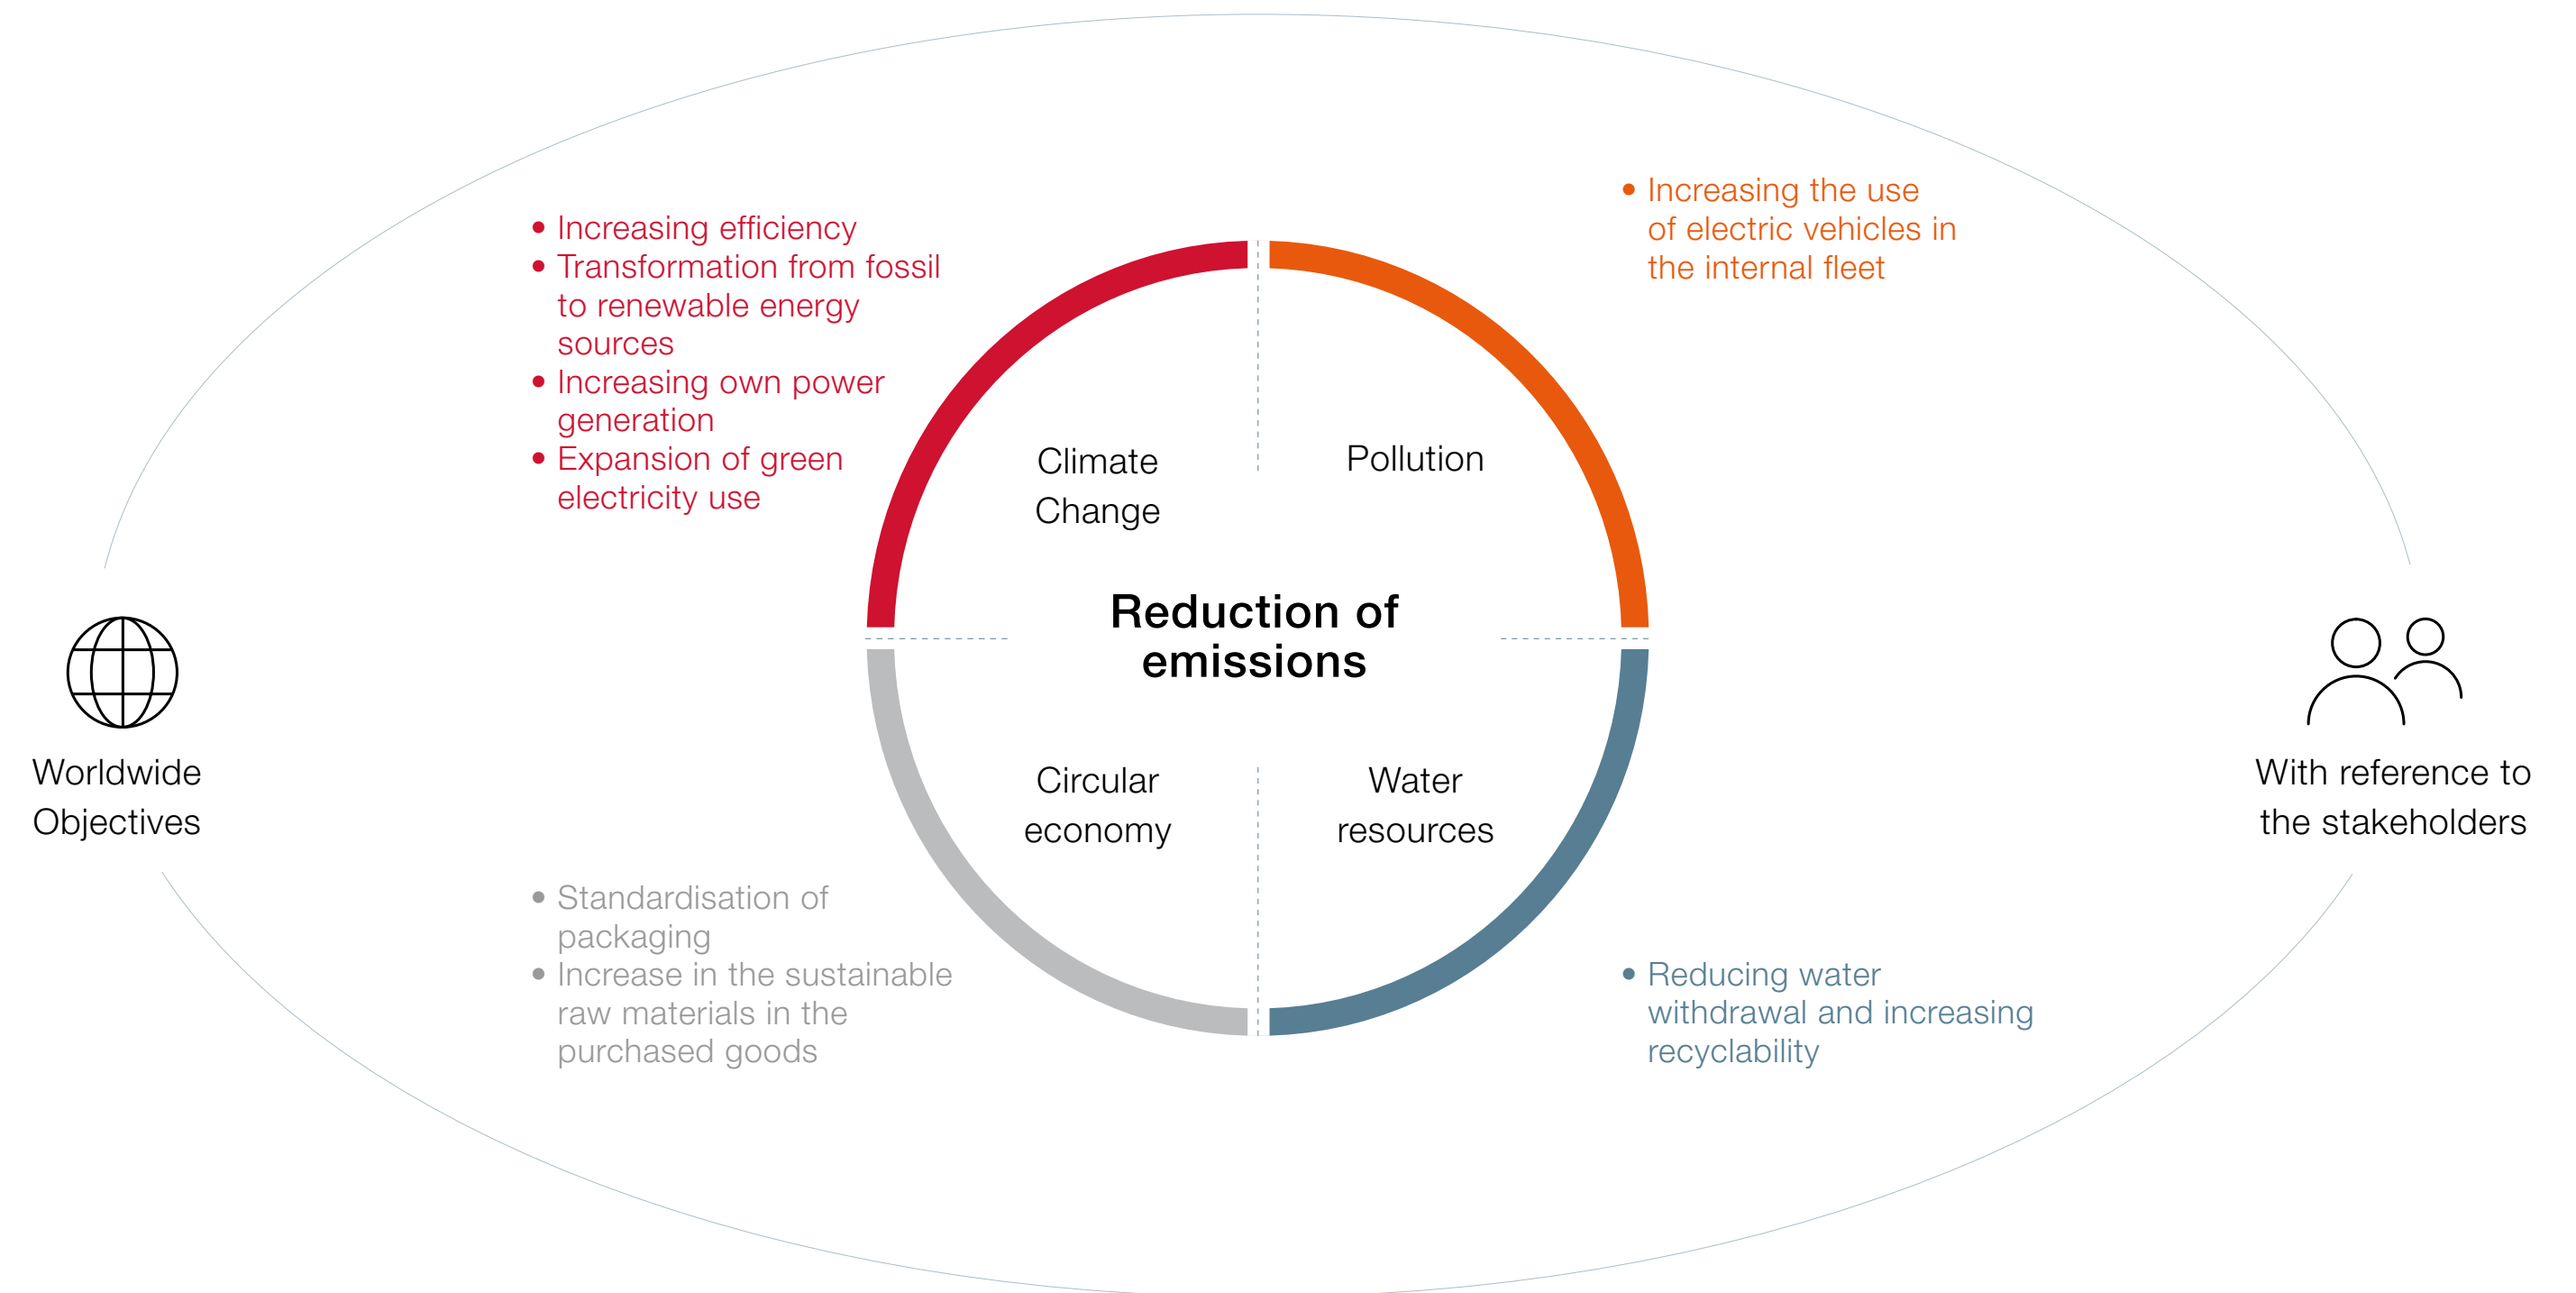 • Increasing efficiency
• Transformation from fossil
to renewable energy
sources
• Increasing own power
generation
• Expansion of green
electricity use
• Increasing the use
of electric vehicles in
the internal fleet
Climate
Change
Pollution
Reduction of
emissions
Circular
economy
Water
resources
Worldwide
Objectives
With reference to
the stakeholders
• Standardisation of
packaging
• Increase in the sustainable
raw materials in the
purchased goods
• Reducing water
withdrawal and increasing
recyclability